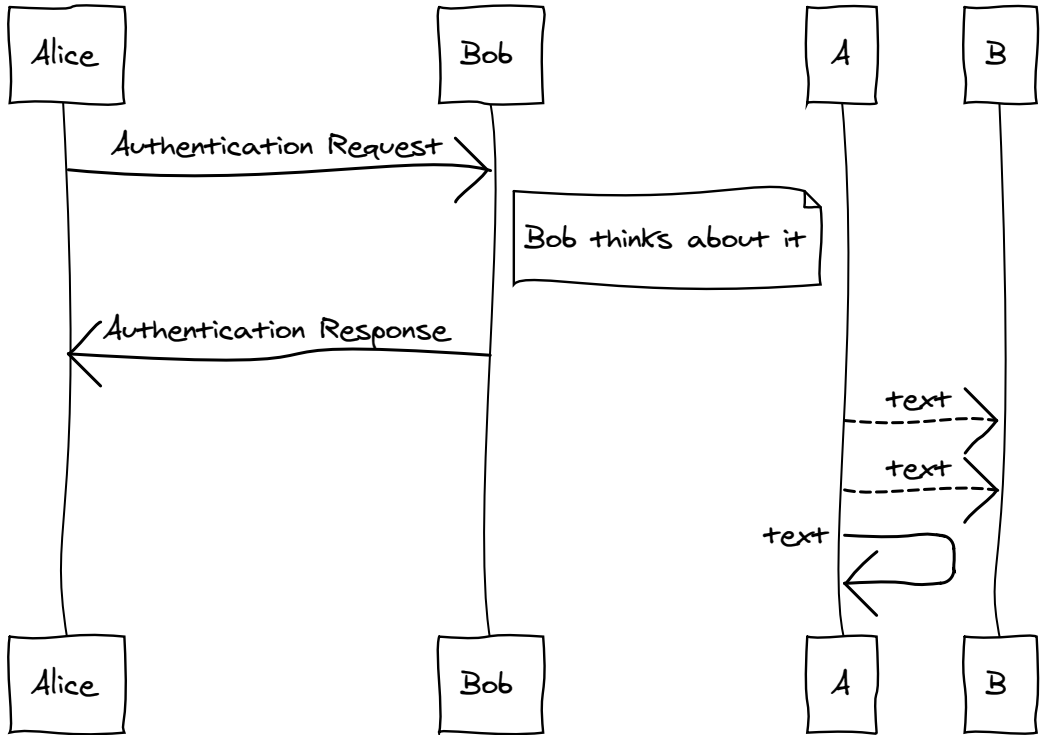 Alice
Bob
A
B
Authentication Request
Bob thinks about it
Authentication Response
text
text
text
Alice
Bob
A
B